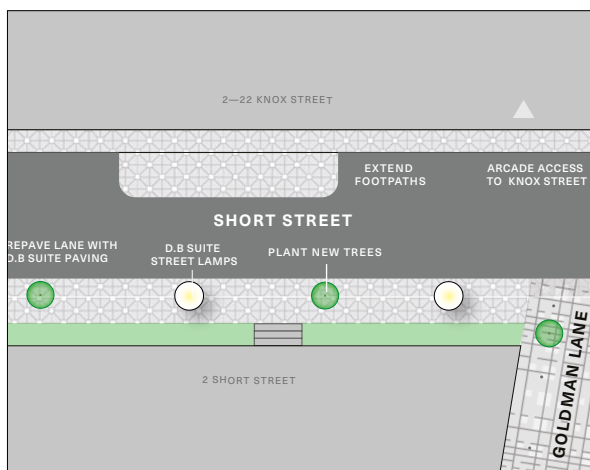 2—22 KNOX STREET
EXTEND
FOOTPATHS
ARCADE ACCESS
TO KNOX STREET
SHORT STREET
REPAVE LANE WITH
D.B SUITE PAVING
D.B SUITE
STREET LAMPS
PLANT NEW TREES
2 SHORT STREET
GOLDMAN LANE